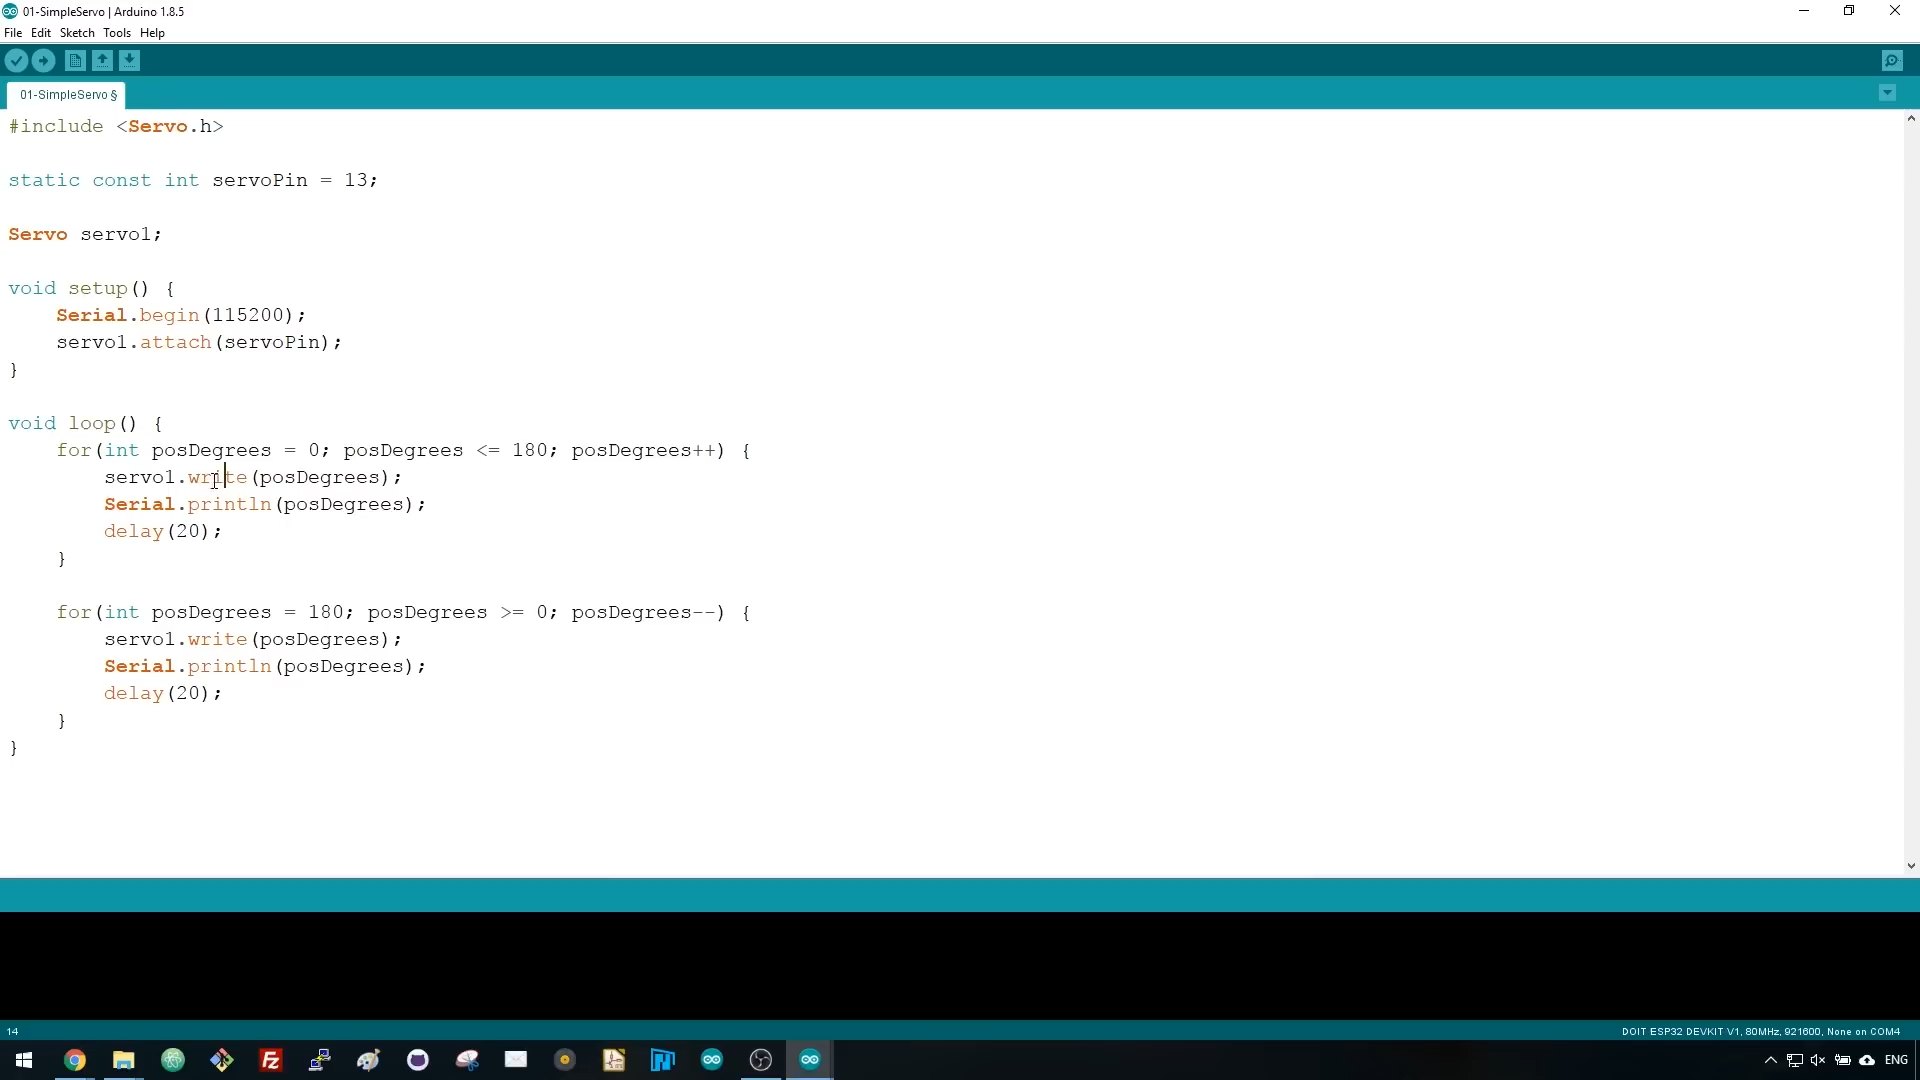 01-SimpleServo | Arduino 1.8.5
File Edit Sketch Tools Help
01-SimpleServo §
#include <Servo.h>
static const int servoPin = 13;
Servo servo1;
void setup() {
Serial.begin(115200);
servo1.attach(servoPin);
}
void loop() {
for(int posDegrees = 0; posDegrees <= 180; posDegrees++) {
servo1.write(posDegrees);
Serial.println(posDegrees);
delay(20);
}
for(int posDegrees = 180; posDegrees >= 0; posDegrees--) {
servo1.write(posDegrees);
Serial.println(posDegrees);
delay(20);
}
}
14
DOIT ESP32 DEVKIT V1, 80MHz, 921600, None on COM4
Fz
ENG